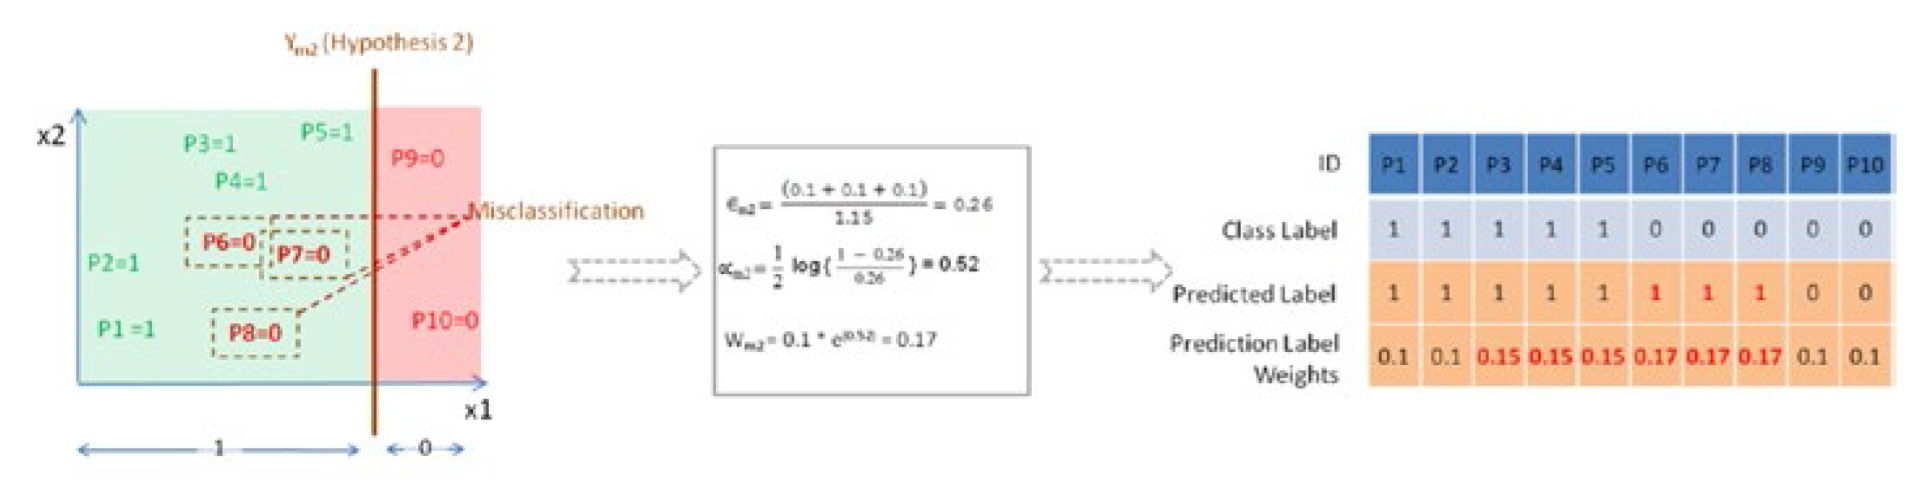 Ym2 (Hypothesis 2)
x2
P3=1
P5=1
P9=0
P4=1
Misclassification
P6=0
P7=0
P2=1
P1 =1
P8=0
P10=0
x1
1
0
ϵm2= (0.1 + 0.1 + 0.1) / 1.15 = 0.26
∝m2= 1/2 log{ (1 − 0.26) / 0.26 } = 0.52
Wm2= 0.1 * e(0.52) = 0.17
ID P1 P2 P3 P4 P5 P6 P7 P8 P9 P10
Class Label 1 1 1 1 1 0 0 0 0 0
Predicted Label 1 1 1 1 1 1 1 1 0 0
Prediction Label
Weights
0.1 0.1 0.15 0.15 0.15 0.17 0.17 0.17 0.1 0.1